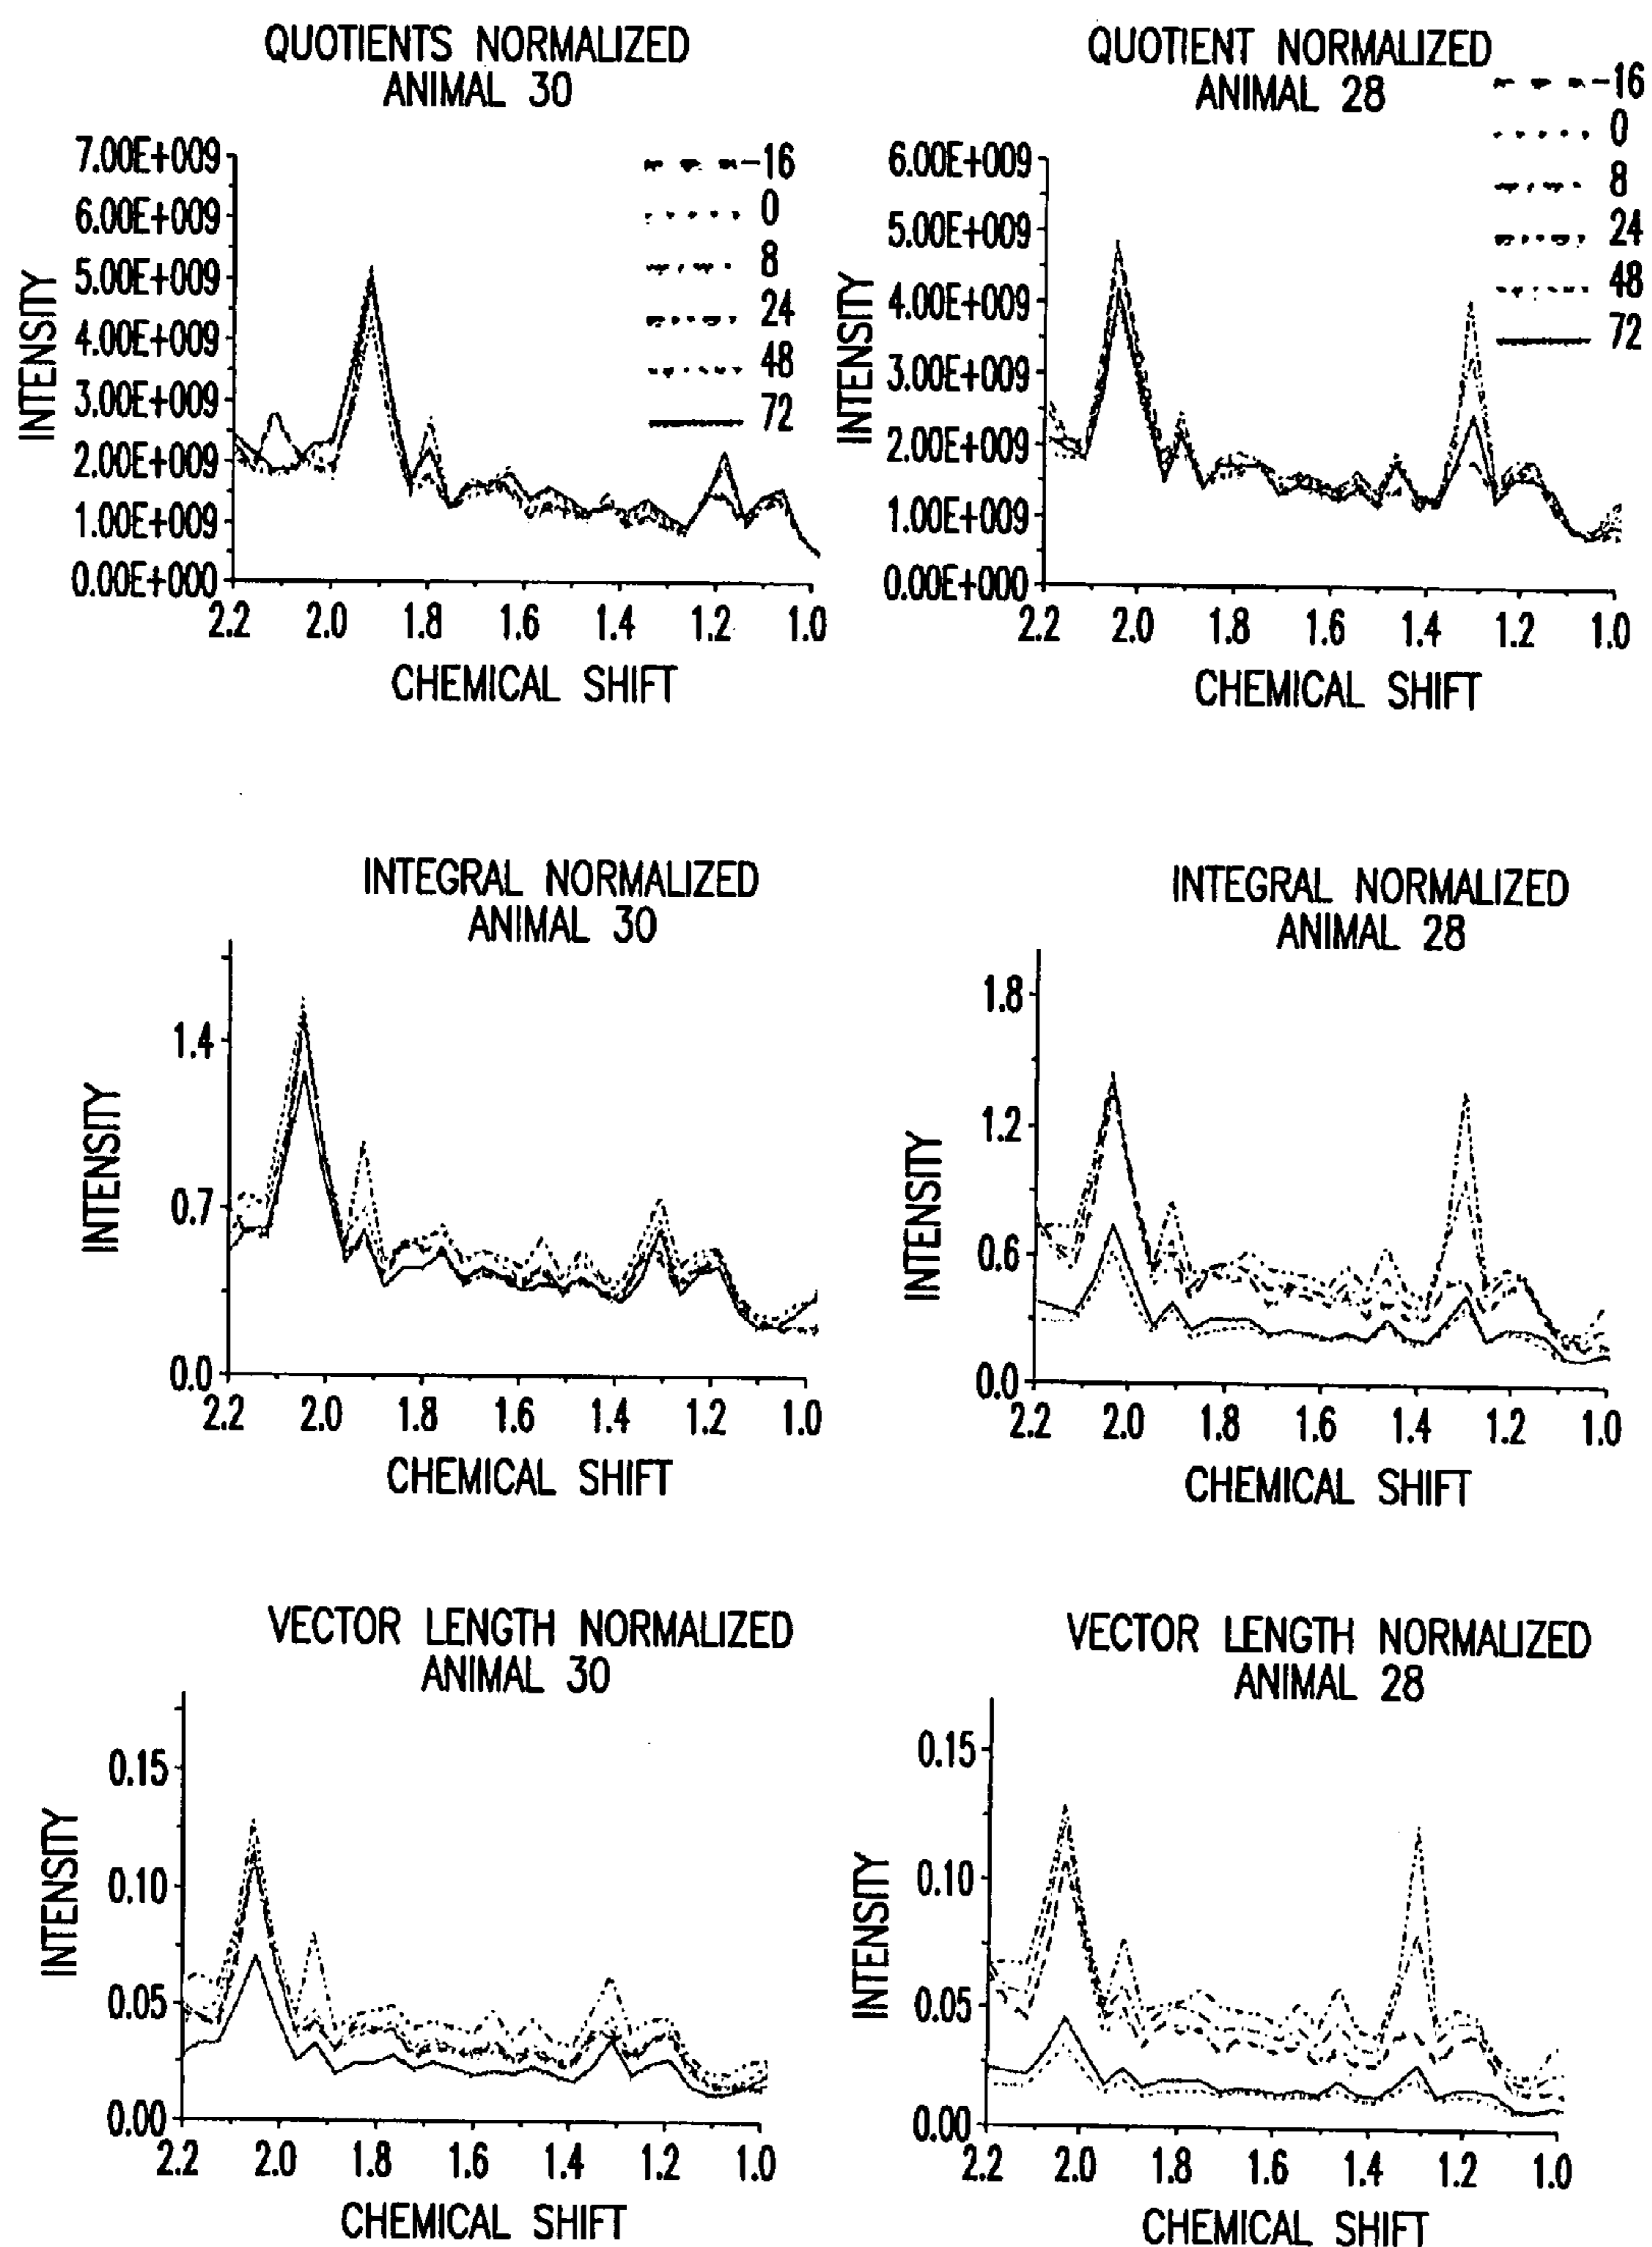 QUOTIENTS NORMALIZED
ANIMAL 30
7.00E+009
6.00E+009
5.00E+009
4.00E+009
3.00E+009
2.00E+009
1.00E+009
0.00E+000
INTENSITY
-16
0
8
24
48
72
2.2 2.0 1.8 1.6 1.4 1.2 1.0
CHEMICAL SHIFT
QUOTIENT NORMALIZED
ANIMAL 28
-16
0
8
24
48
72
6.00E+009
5.00E+009
4.00E+009
3.00E+009
2.00E+009
1.00E+009
0.00E+000
INTENSITY
2.2 2.0 1.8 1.6 1.4 1.2 1.0
CHEMICAL SHIFT
INTEGRAL NORMALIZED
ANIMAL 30
1.4
0.7
0.0
INTENSITY
2.2 2.0 1.8 1.6 1.4 1.2 1.0
CHEMICAL SHIFT
INTEGRAL NORMALIZED
ANIMAL 28
1.8
1.2
0.6
0.0
INTENSITY
2.2 2.0 1.8 1.6 1.4 1.2 1.0
CHEMICAL SHIFT
VECTOR LENGTH NORMALIZED
ANIMAL 30
0.15
0.10
0.05
0.00
INTENSITY
2.2 2.0 1.8 1.6 1.4 1.2 1.0
CHEMICAL SHIFT
VECTOR LENGTH NORMALIZED
ANIMAL 28
0.15
0.10
0.05
0.00
INTENSITY
2.2 2.0 1.8 1.6 1.4 1.2 1.0
CHEMICAL SHIFT